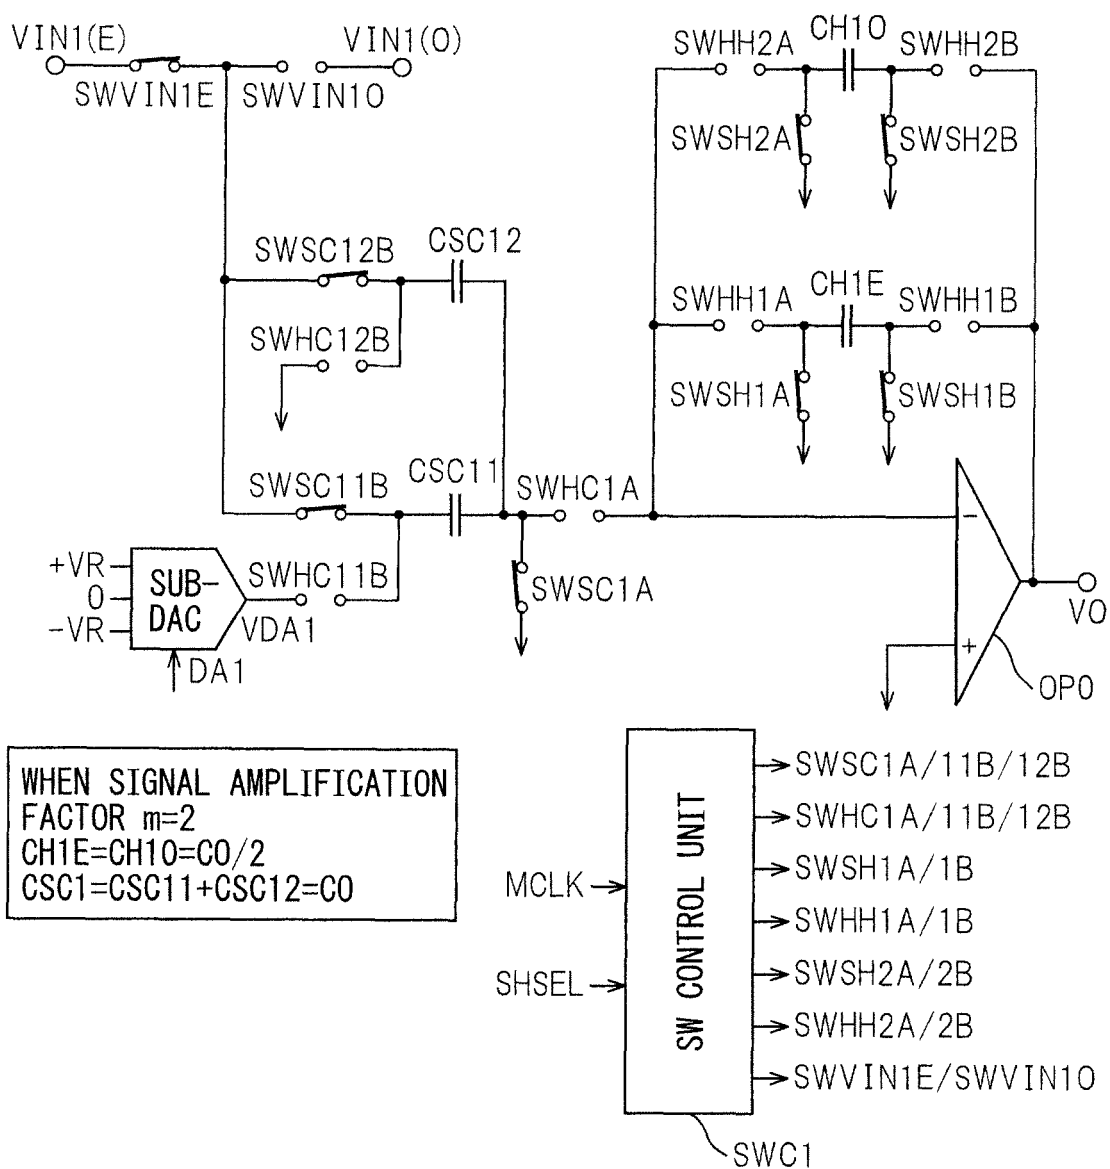 VIN1(E)
SWVIN1E
SWVIN1O
VIN1(O)
SWHH2A
CH1O
SWHH2B
SWSH2A
SWSH2B
SWSC12B
CSC12
SWHC12B
SWHH1A
CH1E
SWHH1B
SWSH1A
SWSH1B
SWSC11B
CSC11
SWHC1A
+VR
0
-VR
SUB-
DAC
SWHC11B
VDA1
DA1
SWSC1A
-
+
VO
OP0
WHEN SIGNAL AMPLIFICATION
FACTOR m=2
CH1E=CH1O=CO/2
CSC1=CSC11+CSC12=CO
MCLK
SHSEL
SW CONTROL UNIT
SWSC1A/11B/12B
SWHC1A/11B/12B
SWSH1A/1B
SWHH1A/1B
SWSH2A/2B
SWHH2A/2B
SWVIN1E/SWVIN1O
SWC1